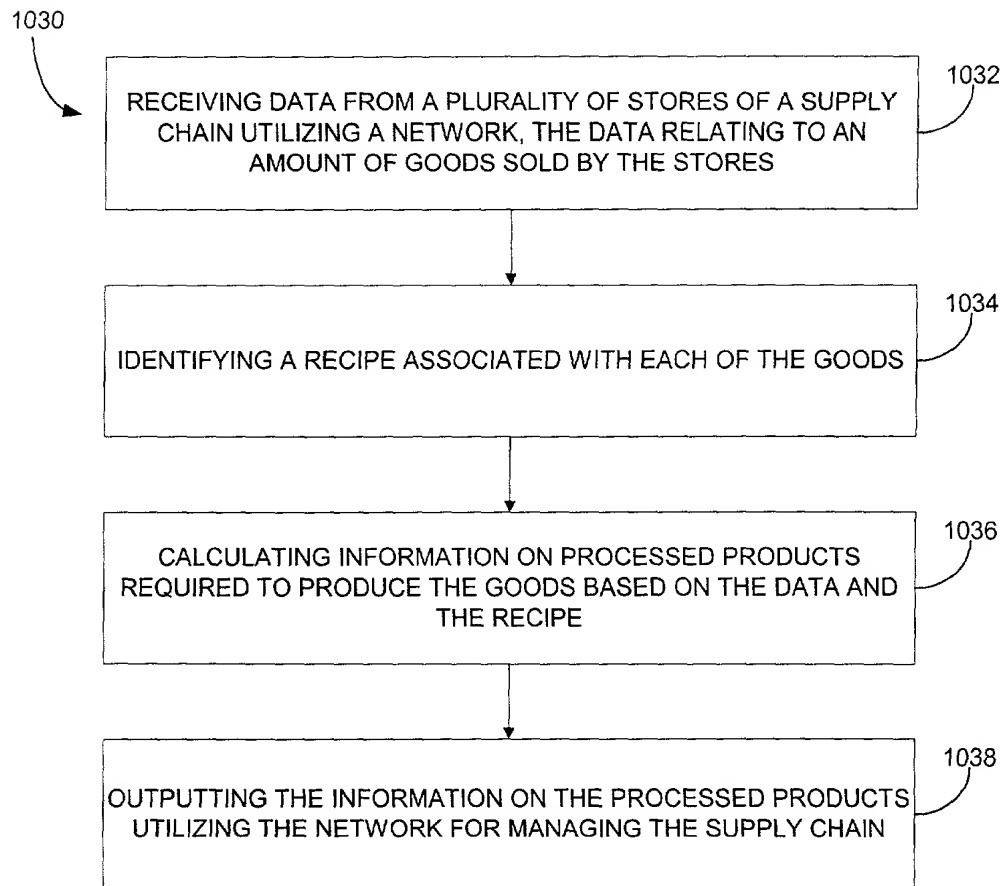 1030
1032
RECEIVING DATA FROM A PLURALITY OF STORES OF A SUPPLY
CHAIN UTILIZING A NETWORK, THE DATA RELATING TO AN
AMOUNT OF GOODS SOLD BY THE STORES
1034
IDENTIFYING A RECIPE ASSOCIATED WITH EACH OF THE GOODS
1036
CALCULATING INFORMATION ON PROCESSED PRODUCTS
REQUIRED TO PRODUCE THE GOODS BASED ON THE DATA AND
THE RECIPE
1038
OUTPUTTING THE INFORMATION ON THE PROCESSED PRODUCTS
UTILIZING THE NETWORK FOR MANAGING THE SUPPLY CHAIN